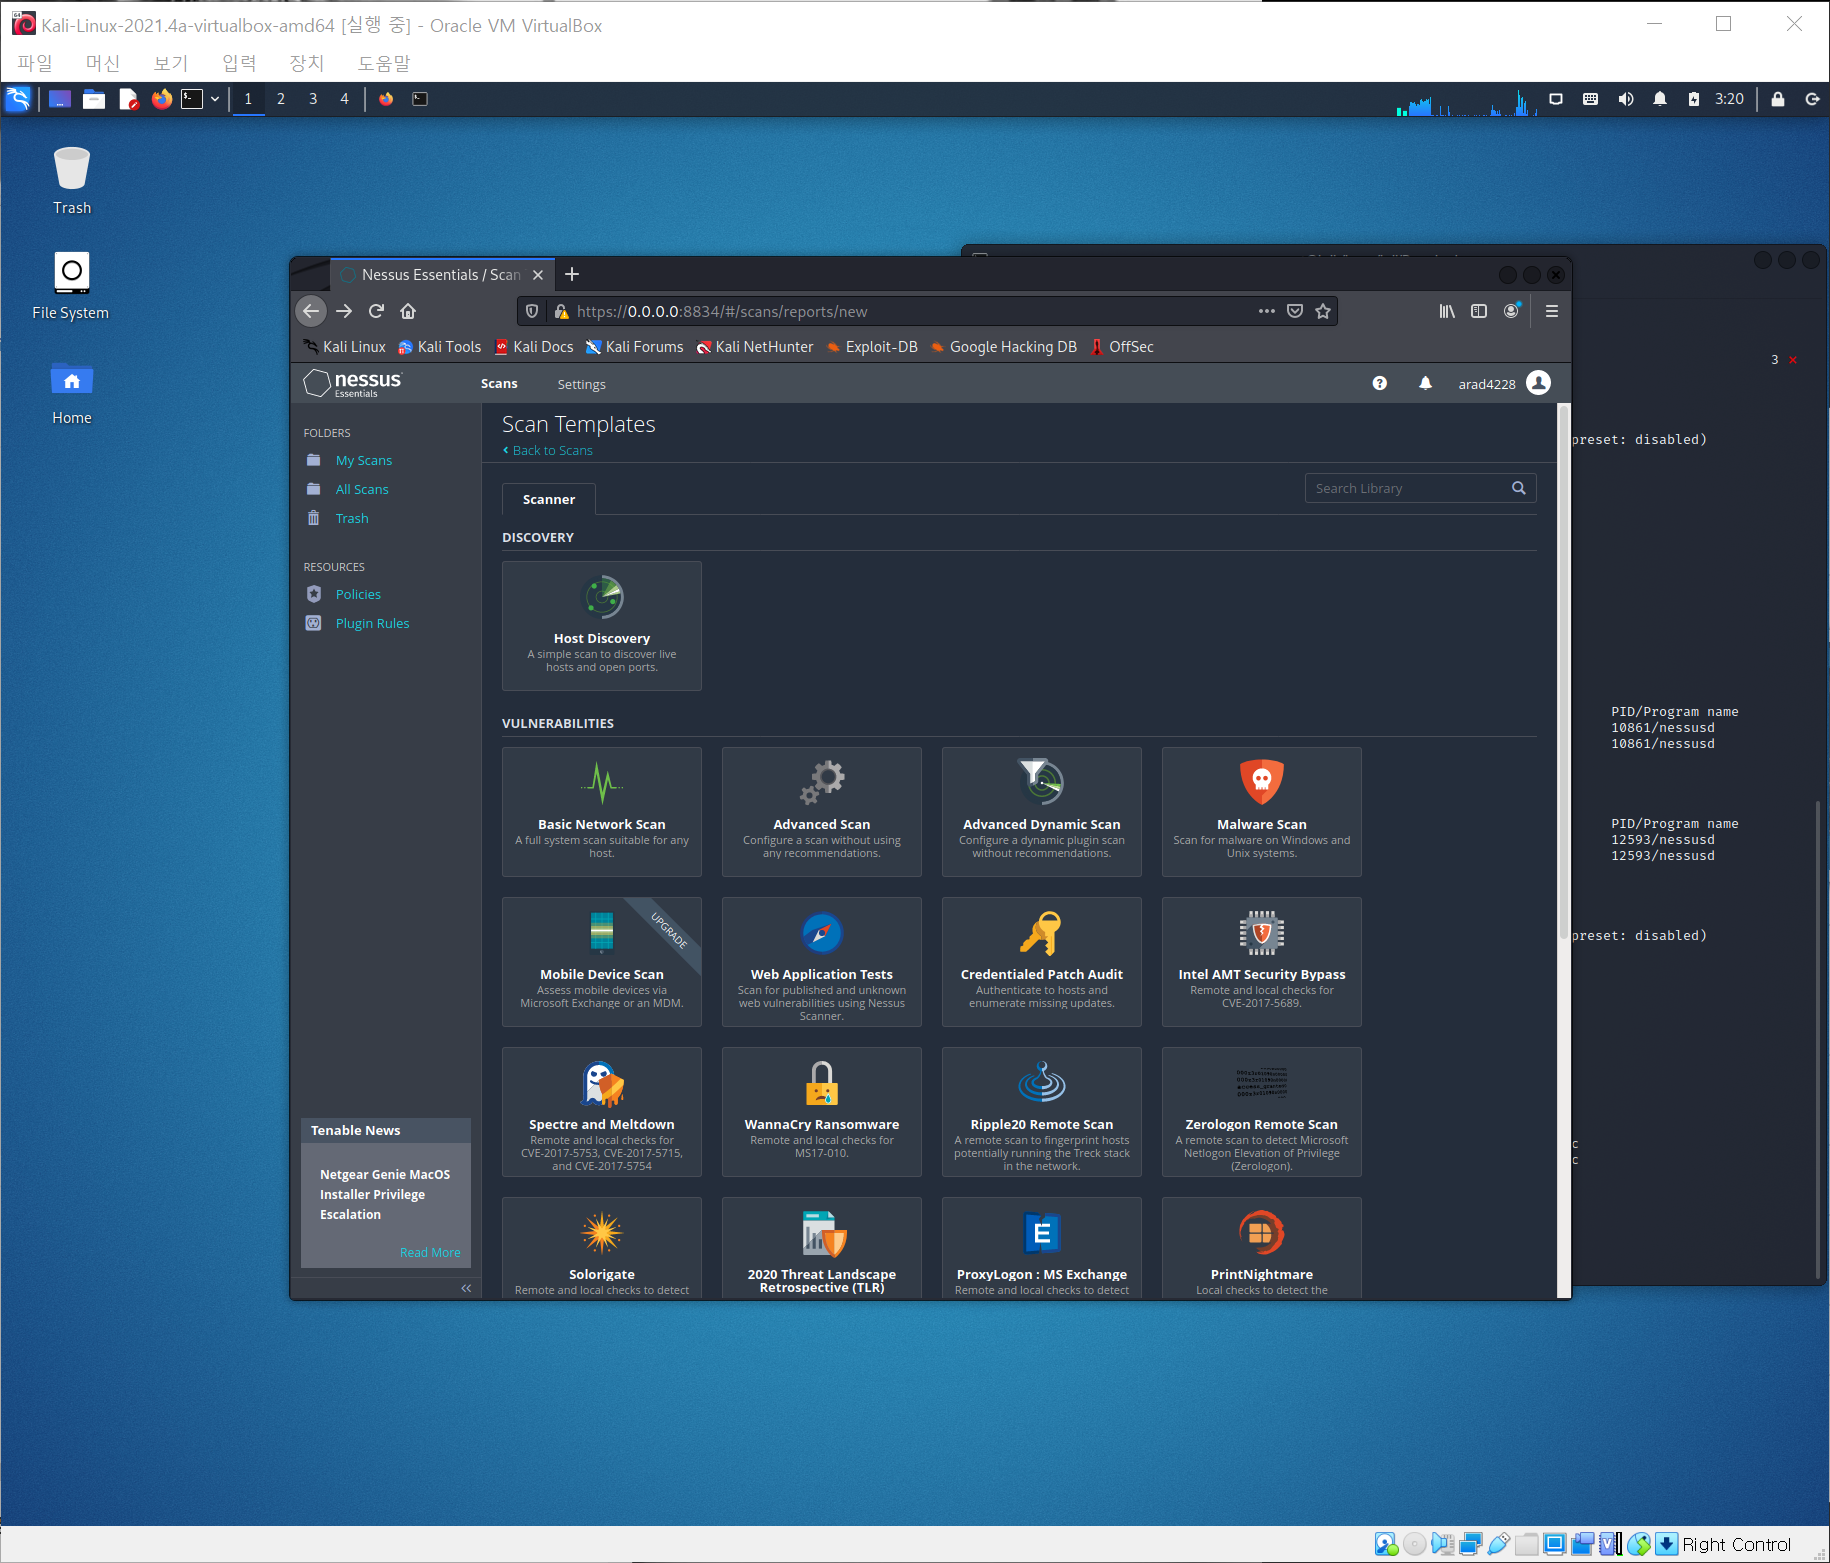 Kali-Linux-2021.4a-virtualbox-amd64 [실행 중] - Oracle VM VirtualBox
파일 머신 보기 입력 장치 도움말
1 2 3 4 3:20
Trash
File System
Home
Nessus Essentials / Scan
https://0.0.0.0:8834/#/scans/reports/new
Kali Linux Kali Tools Kali Docs Kali Forums Kali NetHunter Exploit-DB Google Hacking DB OffSec
nessus
Essentials
Scans Settings arad4228
FOLDERS
My Scans
All Scans
Trash
RESOURCES
Policies
Plugin Rules
Tenable News
Netgear Genie MacOS
Installer Privilege
Escalation
Read More
Scan Templates
Back to Scans
Search Library
Scanner
DISCOVERY
Host Discovery
A simple scan to discover live
hosts and open ports.
VULNERABILITIES
Basic Network Scan
A full system scan suitable for any
host.
Advanced Scan
Configure a scan without using
any recommendations.
Advanced Dynamic Scan
Configure a dynamic plugin scan
without recommendations.
Malware Scan
Scan for malware on Windows and
Unix systems.
UPGRADE
Mobile Device Scan
Assess mobile devices via
Microsoft Exchange or an MDM.
Web Application Tests
Scan for published and unknown
web vulnerabilities using Nessus
Scanner.
Credentialed Patch Audit
Authenticate to hosts and
enumerate missing updates.
Intel AMT Security Bypass
Remote and local checks for
CVE-2017-5689.
Spectre and Meltdown
Remote and local checks for
CVE-2017-5753, CVE-2017-5715,
and CVE-2017-5754
WannaCry Ransomware
Remote and local checks for
MS17-010.
Ripple20 Remote Scan
A remote scan to fingerprint hosts
potentially running the Treck stack
in the network.
Zerologon Remote Scan
A remote scan to detect Microsoft
Netlogon Elevation of Privilege
(Zerologon).
Solorigate
Remote and local checks to detect
2020 Threat Landscape
Retrospective (TLR)
E
ProxyLogon : MS Exchange
Remote and local checks to detect
PrintNightmare
Local checks to detect the
3 ×
preset: disabled)
PID/Program name
10861/nessusd
10861/nessusd
PID/Program name
12593/nessusd
12593/nessusd
preset: disabled)
c
c
Right Control